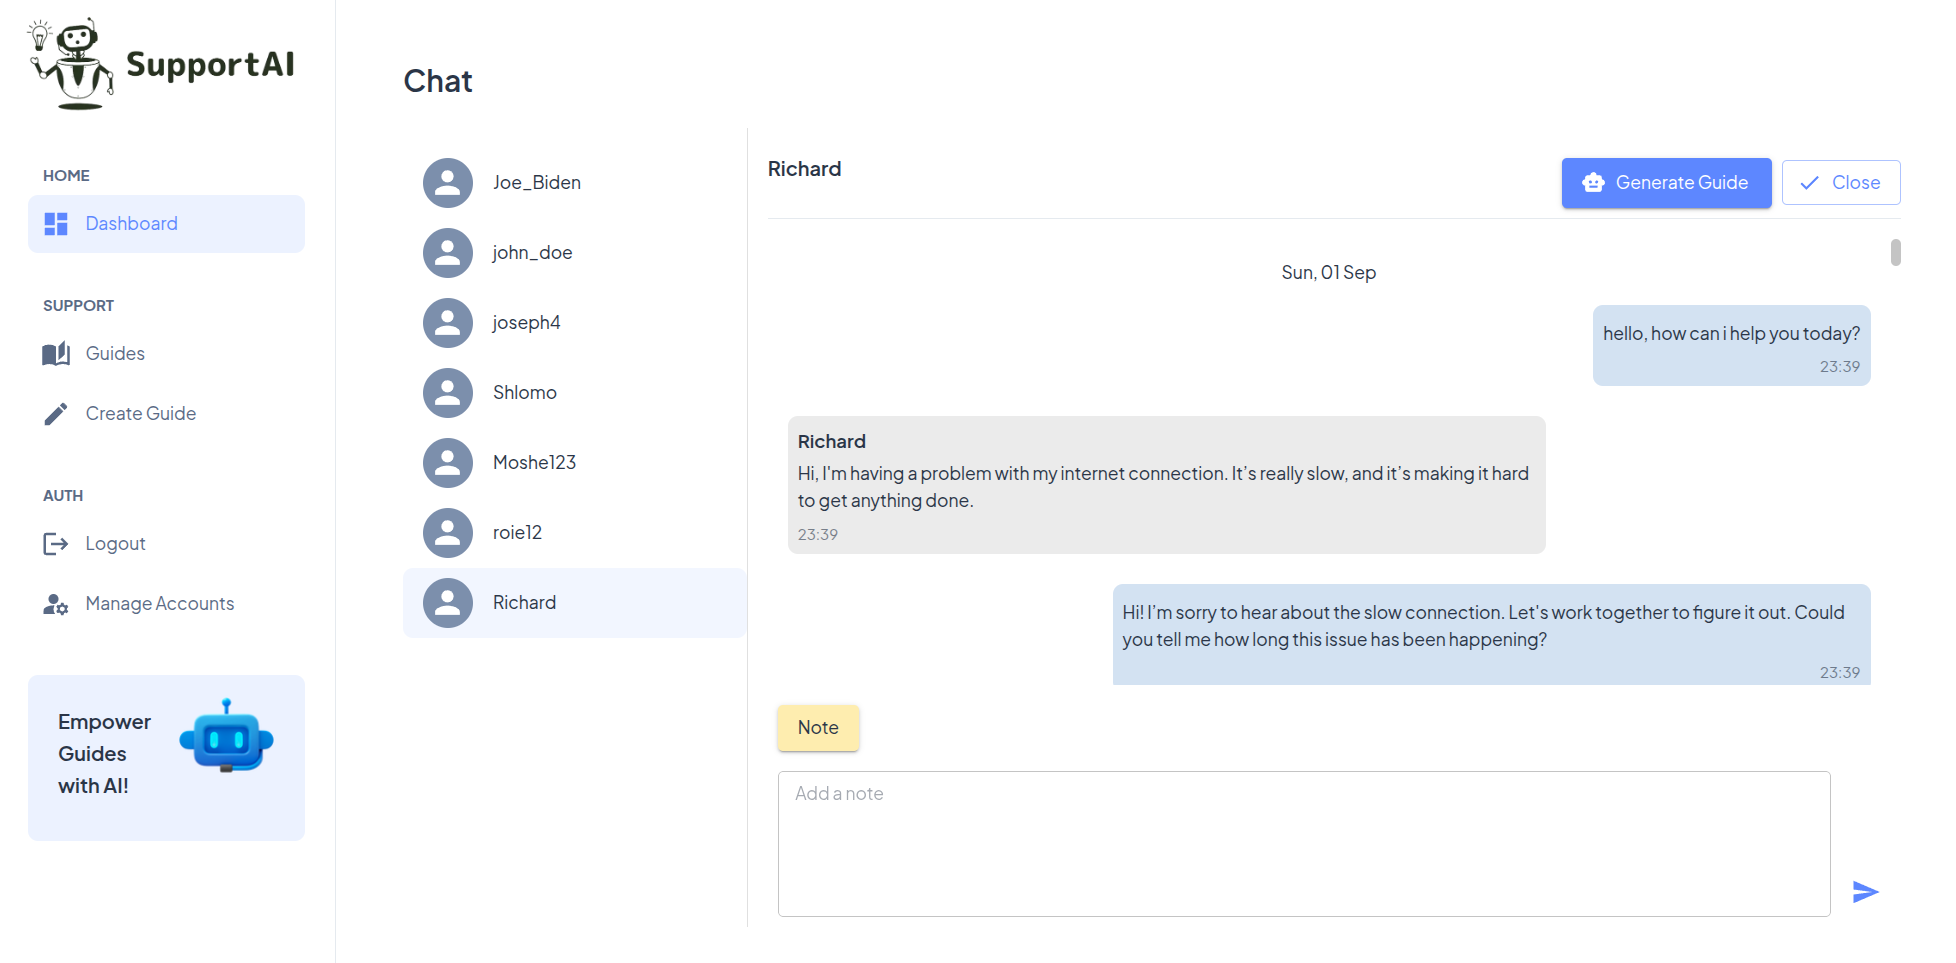 SupportAI
HOME
Dashboard
SUPPORT
Guides
Create Guide
AUTH
Logout
Manage Accounts
Empower
Guides
with AI!
Chat
Joe_Biden
john_doe
joseph4
Shlomo
Moshe123
roie12
Richard
Richard
Generate Guide
Close
Sun, 01 Sep
hello, how can i help you today?
23:39
Richard
Hi, I'm having a problem with my internet connection. It’s really slow, and it’s making it hard
to get anything done.
23:39
Hi! I’m sorry to hear about the slow connection. Let's work together to figure it out. Could
you tell me how long this issue has been happening?
23:39
Note
Add a note